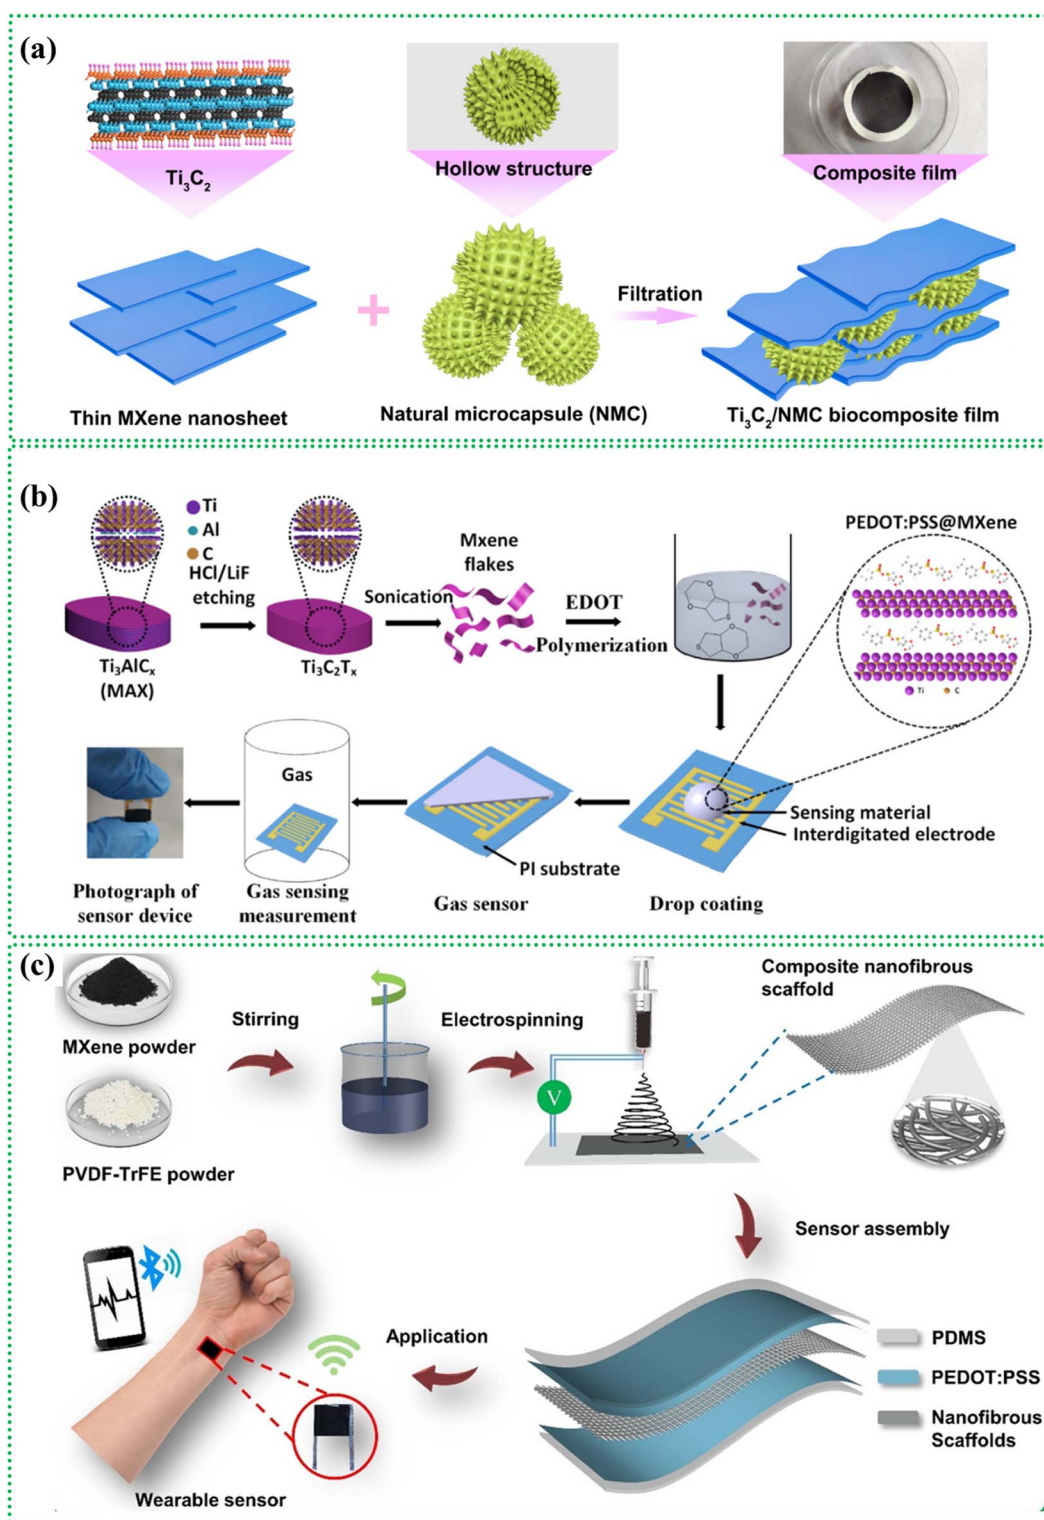 (a)
Ti₃C₂
Hollow structure
Composite film
+
Filtration
Thin MXene nanosheet
Natural microcapsule (NMC)
Ti₃C₂/NMC biocomposite film
(b)
Ti
Al
C
HCl/LiF
etching
Ti₃AlCₓ
(MAX)
Ti₃C₂Tₓ
Sonication
Mxene
flakes
EDOT
Polymerization
O
O
S
S
O
O
PEDOT:PSS@MXene
Ti
C
Sensing material
Interdigitated electrode
Drop coating
PI substrate
Gas sensor
Gas
Gas sensing
measurement
Photograph of
sensor device
(c)
MXene powder
PVDF-TrFE powder
Stirring
Electrospinning
V
Composite nanofibrous
scaffold
Sensor assembly
PDMS
PEDOT:PSS
Nanofibrous
Scaffolds
Application
Wearable sensor